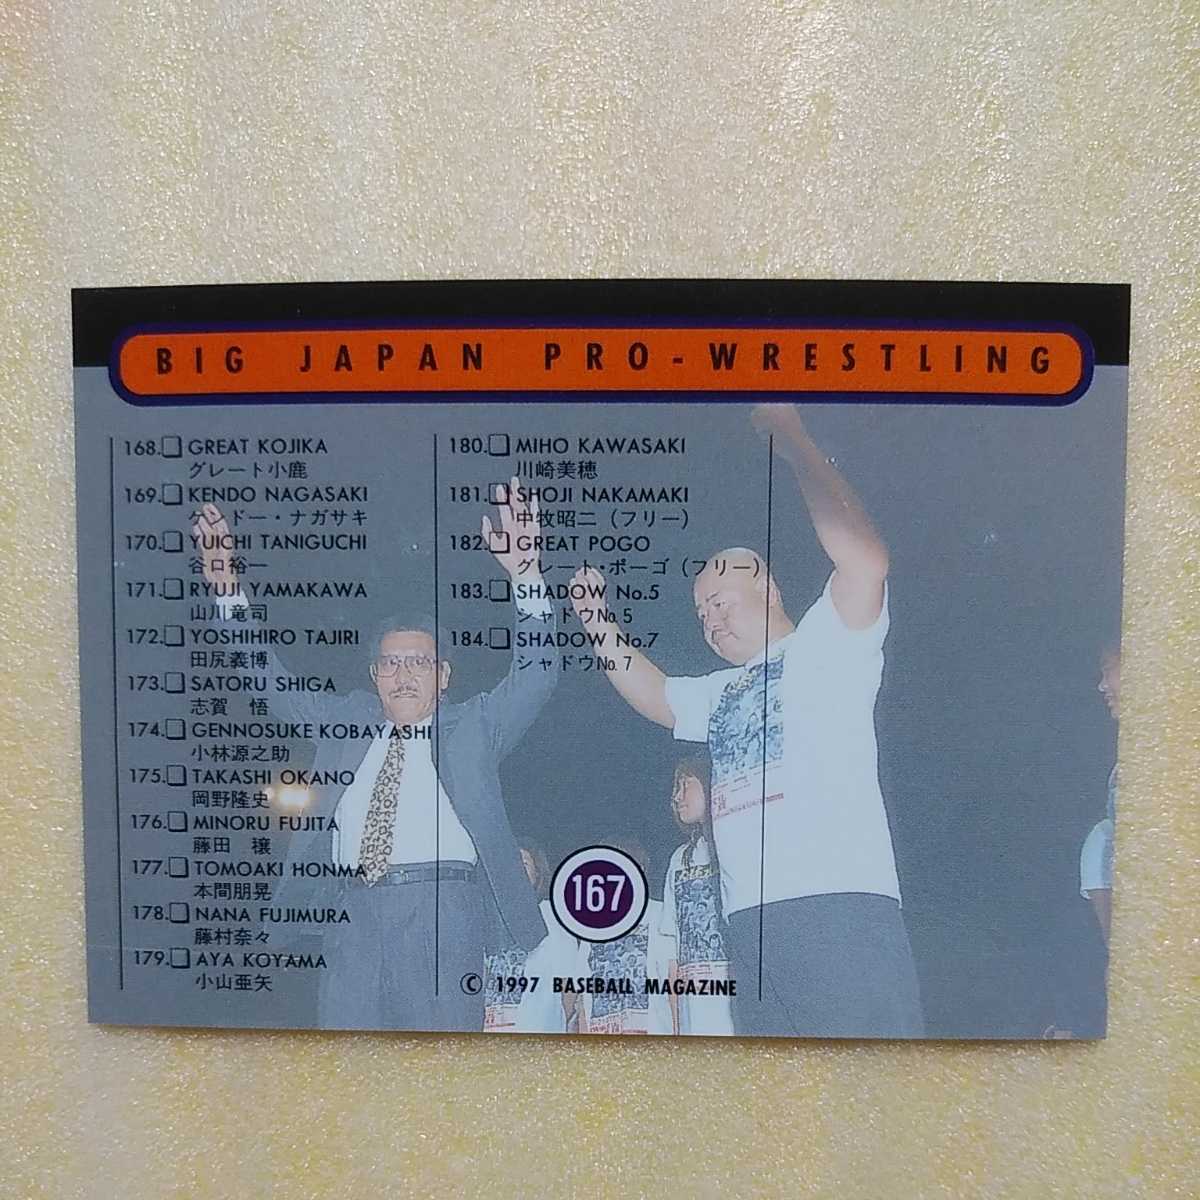 BIG JAPAN PRO-WRESTLING
168. GREAT KOJIKA
グレート小鹿
169. KENDO NAGASAKI
ケンドー・ナガサキ
170. YUICHI TANIGUCHI
谷口裕一
171. RYUJI YAMAKAWA
山川竜司
172. YOSHIHIRO TAJIRI
田尻義博
173. SATORU SHIGA
志賀 悟
174. GENNOSUKE KOBAYASHI
小林源之助
175. TAKASHI OKANO
岡野隆史
176. MINORU FUJITA
藤田 穣
177. TOMOAKI HONMA
本間朋晃
178. NANA FUJIMURA
藤村奈々
179. AYA KOYAMA
小山亜矢
180. MIHO KAWASAKI
川崎美穂
181. SHOJI NAKAMAKI
中牧昭二（フリー）
182. GREAT POGO
グレート・ポーゴ（フリー）
183. SHADOW No.5
シャドウNo.5
184. SHADOW No.7
シャドウNo.7
167
© 1997 BASEBALL MAGAZINE